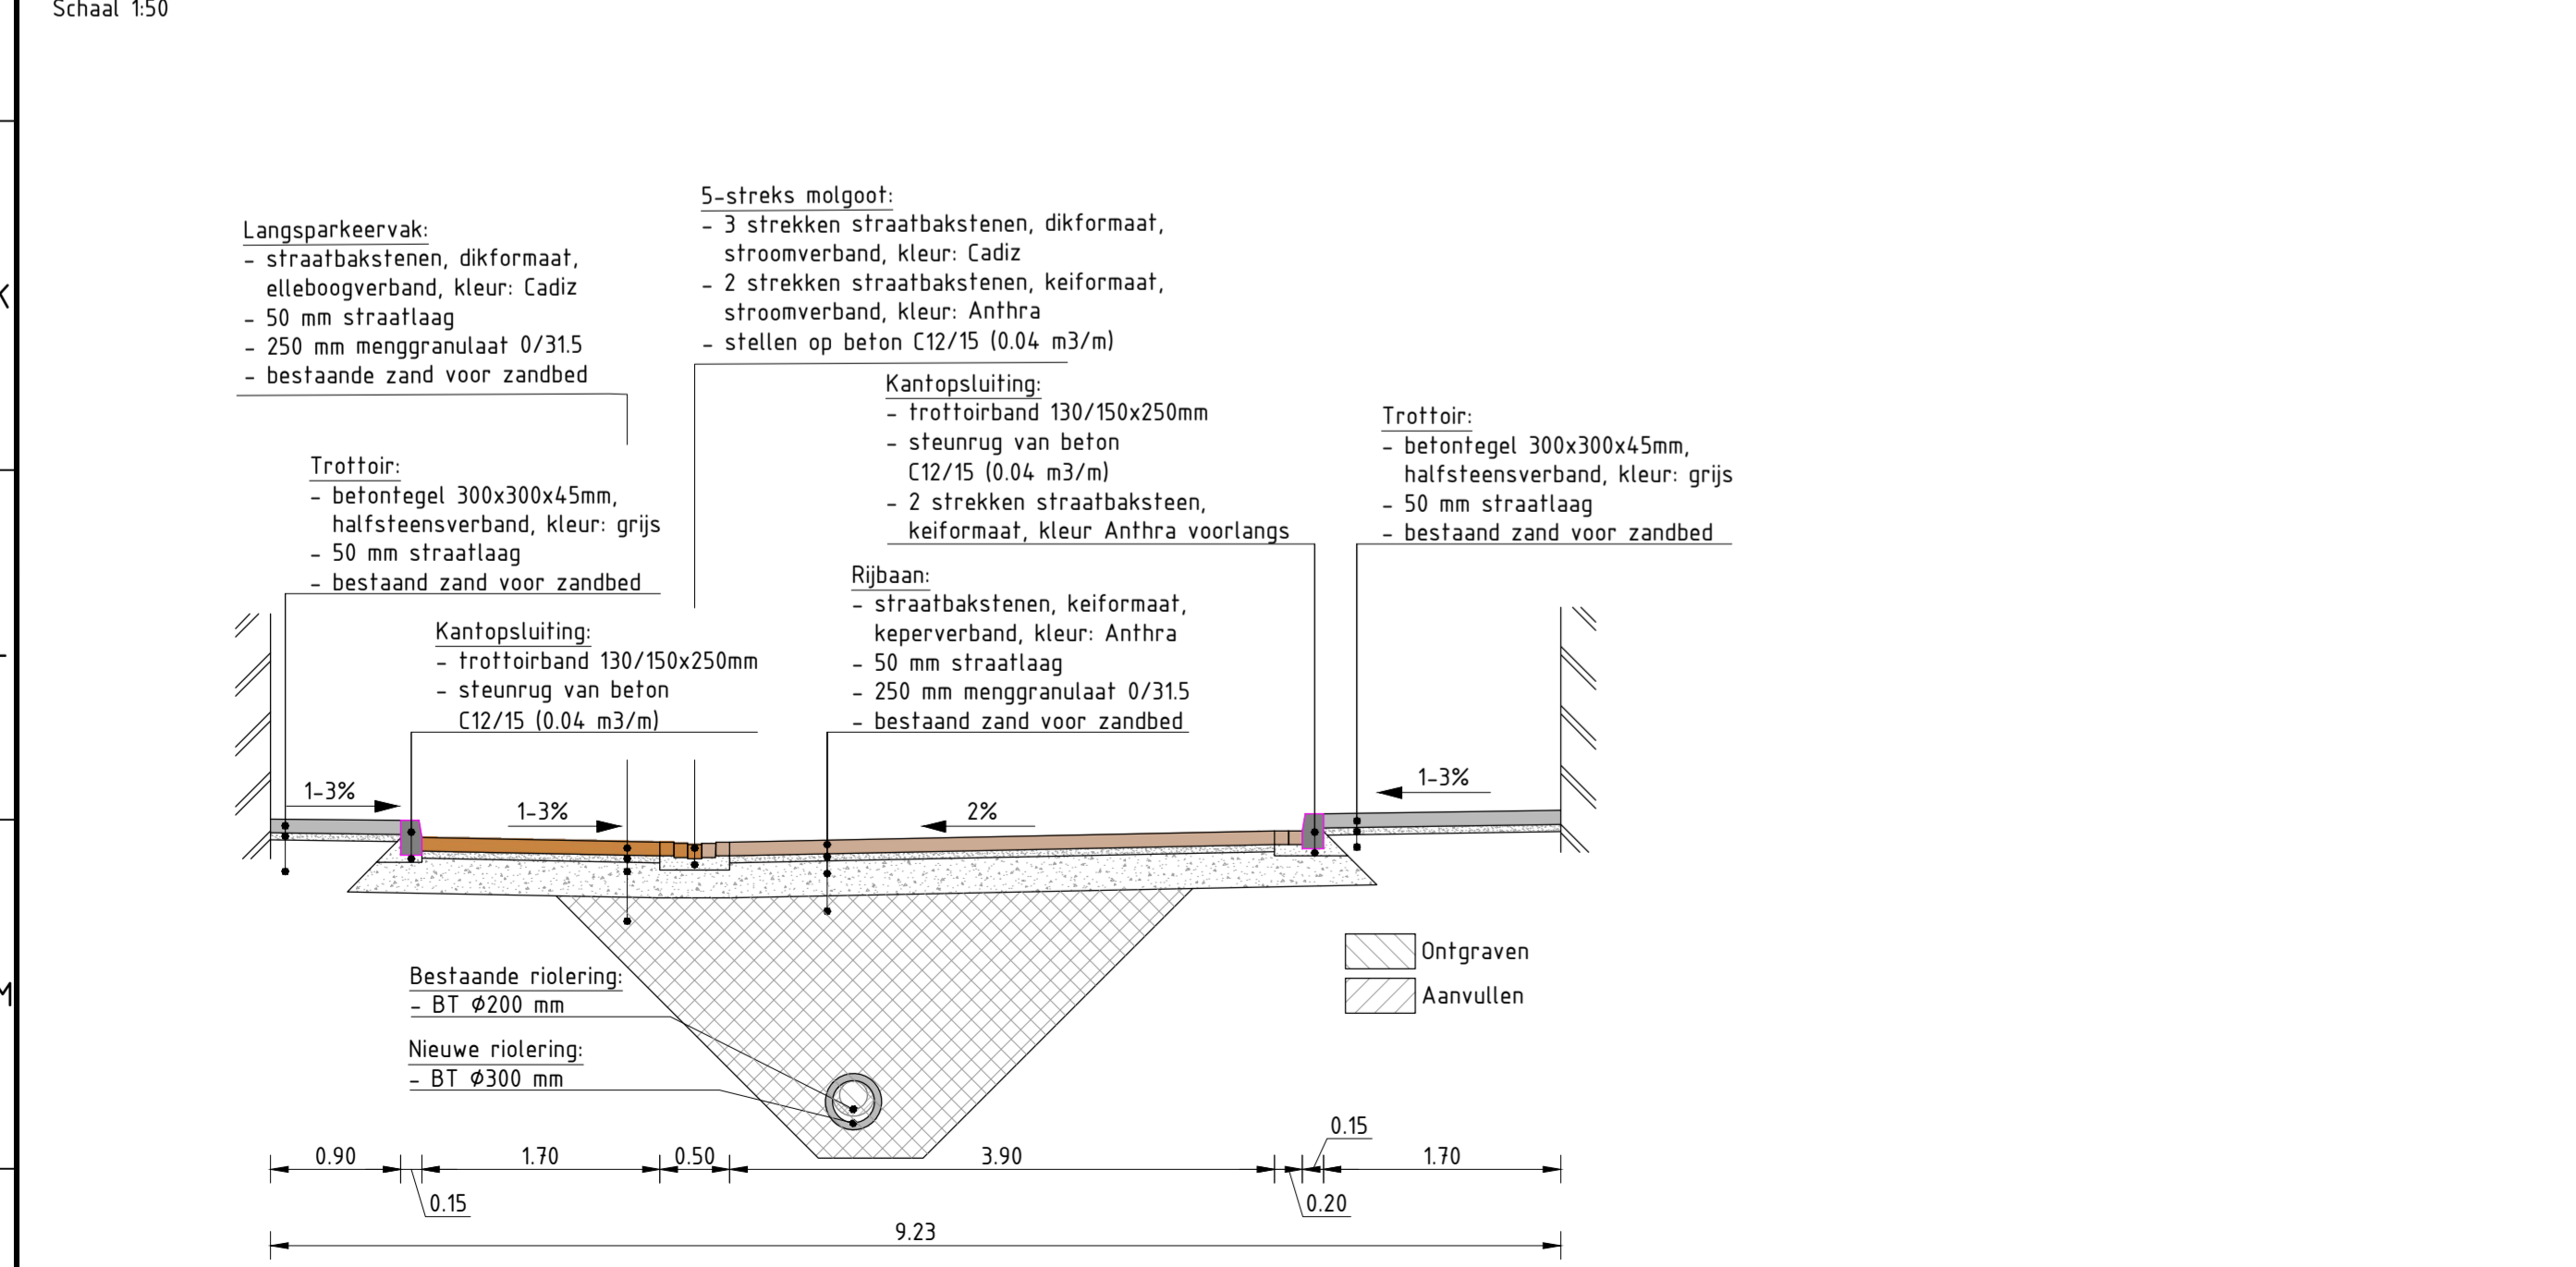 Schaal 1:50
Langsparkeervak:
- straatbakstenen, dikformaat,
elleboogverband, kleur: Cadiz
- 50 mm straatlaag
- 250 mm menggranulaat 0/31.5
- bestaande zand voor zandbed
5-streks molgoot:
- 3 strekken straatbakstenen, dikformaat,
stroomverband, kleur: Cadiz
- 2 strekken straatbakstenen, keiformaat,
stroomverband, kleur: Anthra
- stellen op beton C12/15 (0.04 m3/m)
Kantopsluiting:
- trottoirband 130/150x250mm
- steunrug van beton
C12/15 (0.04 m3/m)
- 2 strekken straatbaksteen,
keiformaat, kleur Anthra voorlangs
Trottoir:
- betontegel 300x300x45mm,
halfsteensverband, kleur: grijs
- 50 mm straatlaag
- bestaand zand voor zandbed
Trottoir:
- betontegel 300x300x45mm,
halfsteensverband, kleur: grijs
- 50 mm straatlaag
- bestaand zand voor zandbed
Kantopsluiting:
- trottoirband 130/150x250mm
- steunrug van beton
C12/15 (0.04 m3/m)
Rijbaan:
- straatbakstenen, keiformaat,
keperverband, kleur: Anthra
- 50 mm straatlaag
- 250 mm menggranulaat 0/31.5
- bestaand zand voor zandbed
1-3%
1-3%
2%
1-3%
Bestaande riolering:
- BT Ø200 mm
Nieuwe riolering:
- BT Ø300 mm
Ontgraven
Aanvullen
0.90
0.15
1.70
0.50
3.90
0.20
0.15
1.70
9.23
K
M